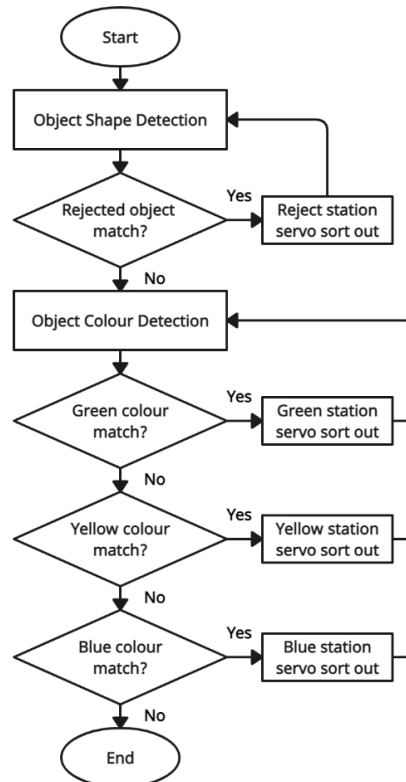 Start
Object Shape Detection
Rejected object
match?
Yes
Reject station
servo sort out
No
Object Colour Detection
Green colour
match?
Yes
Green station
servo sort out
No
Yellow colour
match?
Yes
Yellow station
servo sort out
No
Blue colour
match?
Yes
Blue station
servo sort out
No
End